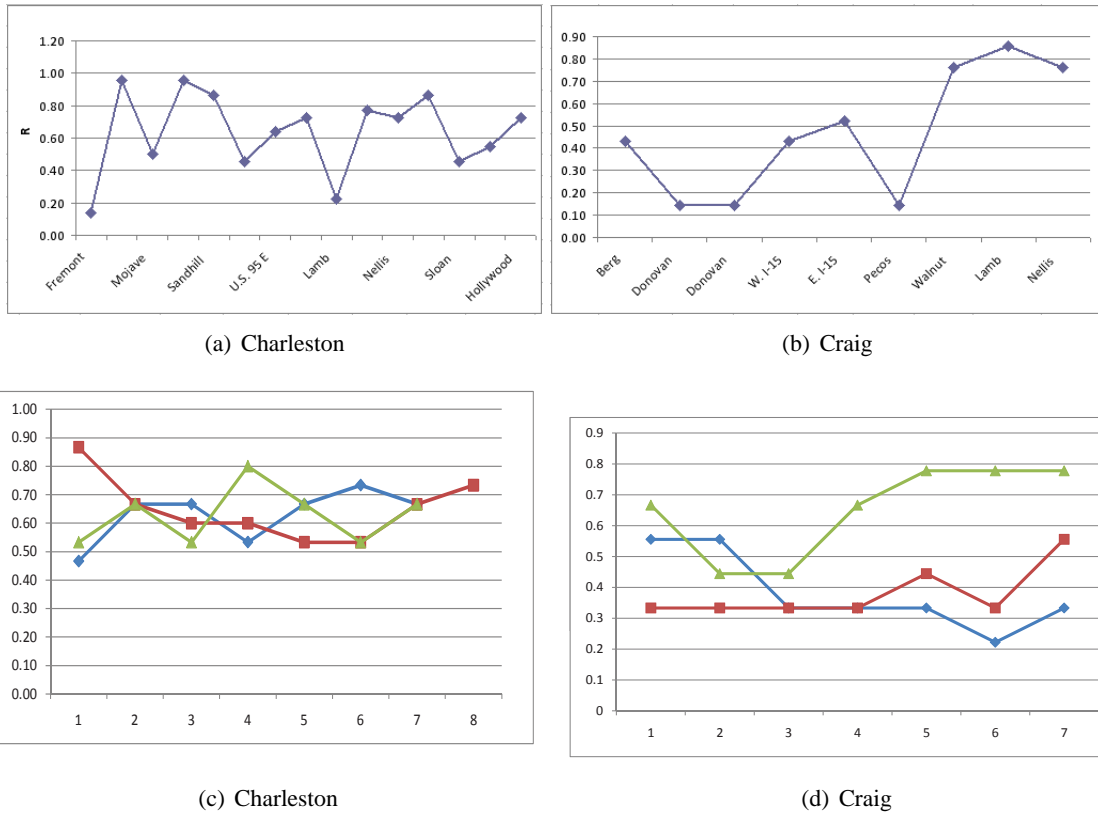 1.20
1.00
0.80
0.60
0.40
0.20
0.00
R
Fremont
Mojave
Sandhill
U.S. 95 E
Lamb
Nellis
Sloan
Hollywood
(a) Charleston
0.90
0.80
0.70
0.60
0.50
0.40
0.30
0.20
0.10
0.00
Berg
Donovan
Donovan
W. I-15
E. I-15
Pecos
Walnut
Lamb
Nellis
(b) Craig
1.00
0.90
0.80
0.70
0.60
0.50
0.40
0.30
0.20
0.10
0.00
1 2 3 4 5 6 7 8
(c) Charleston
0.9
0.8
0.7
0.6
0.5
0.4
0.3
0.2
0.1
0
1 2 3 4 5 6 7
(d) Craig